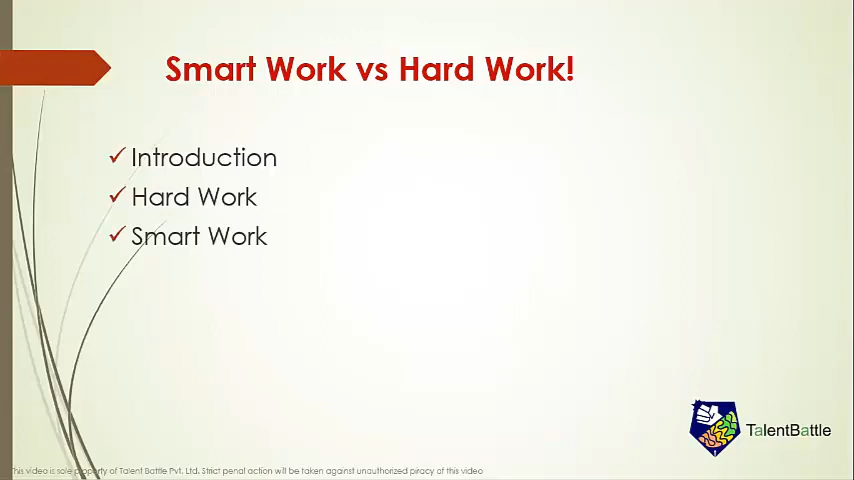 Smart Work vs Hard Work!
Introduction
Hard Work
Smart Work
TalentBattle
This video is sole property of Talent Battle Pvt. Ltd. Strict penal action will be taken against unauthorized piracy of this video